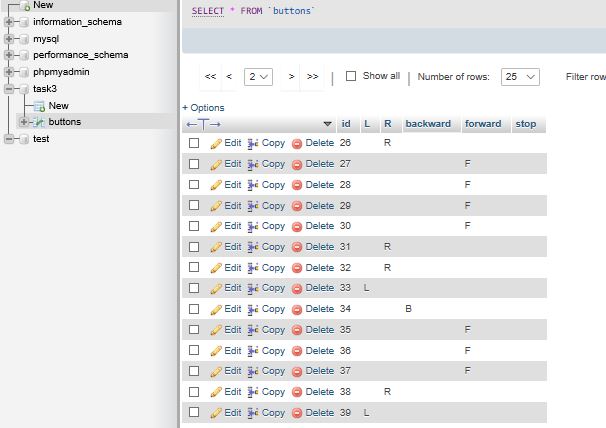 New
information_schema
mysql
performance_schema
phpmyadmin
task3
New
buttons
test
SELECT * FROM `buttons`
<< < 2 > >> | Show all | Number of rows: 25 Filter row
+ Options
←T→ id L R backward forward stop
Edit Copy Delete 26 R
Edit Copy Delete 27 F
Edit Copy Delete 28 F
Edit Copy Delete 29 F
Edit Copy Delete 30 F
Edit Copy Delete 31 R
Edit Copy Delete 32 R
Edit Copy Delete 33 L
Edit Copy Delete 34 B
Edit Copy Delete 35 F
Edit Copy Delete 36 F
Edit Copy Delete 37 F
Edit Copy Delete 38 R
Edit Copy Delete 39 L